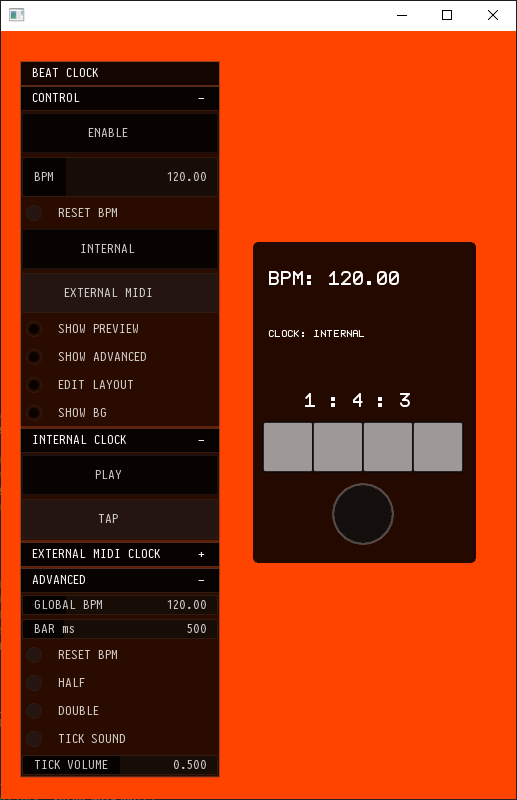 BEAT CLOCK
CONTROL −
ENABLE
BPM 120.00
RESET BPM
INTERNAL
EXTERNAL MIDI
SHOW PREVIEW
SHOW ADVANCED
EDIT LAYOUT
SHOW BG
INTERNAL CLOCK −
PLAY
TAP
EXTERNAL MIDI CLOCK +
ADVANCED −
GLOBAL BPM 120.00
BAR ms 500
RESET BPM
HALF
DOUBLE
TICK SOUND
TICK VOLUME 0.500
BPM: 120.00
CLOCK: INTERNAL
1 : 4 : 3